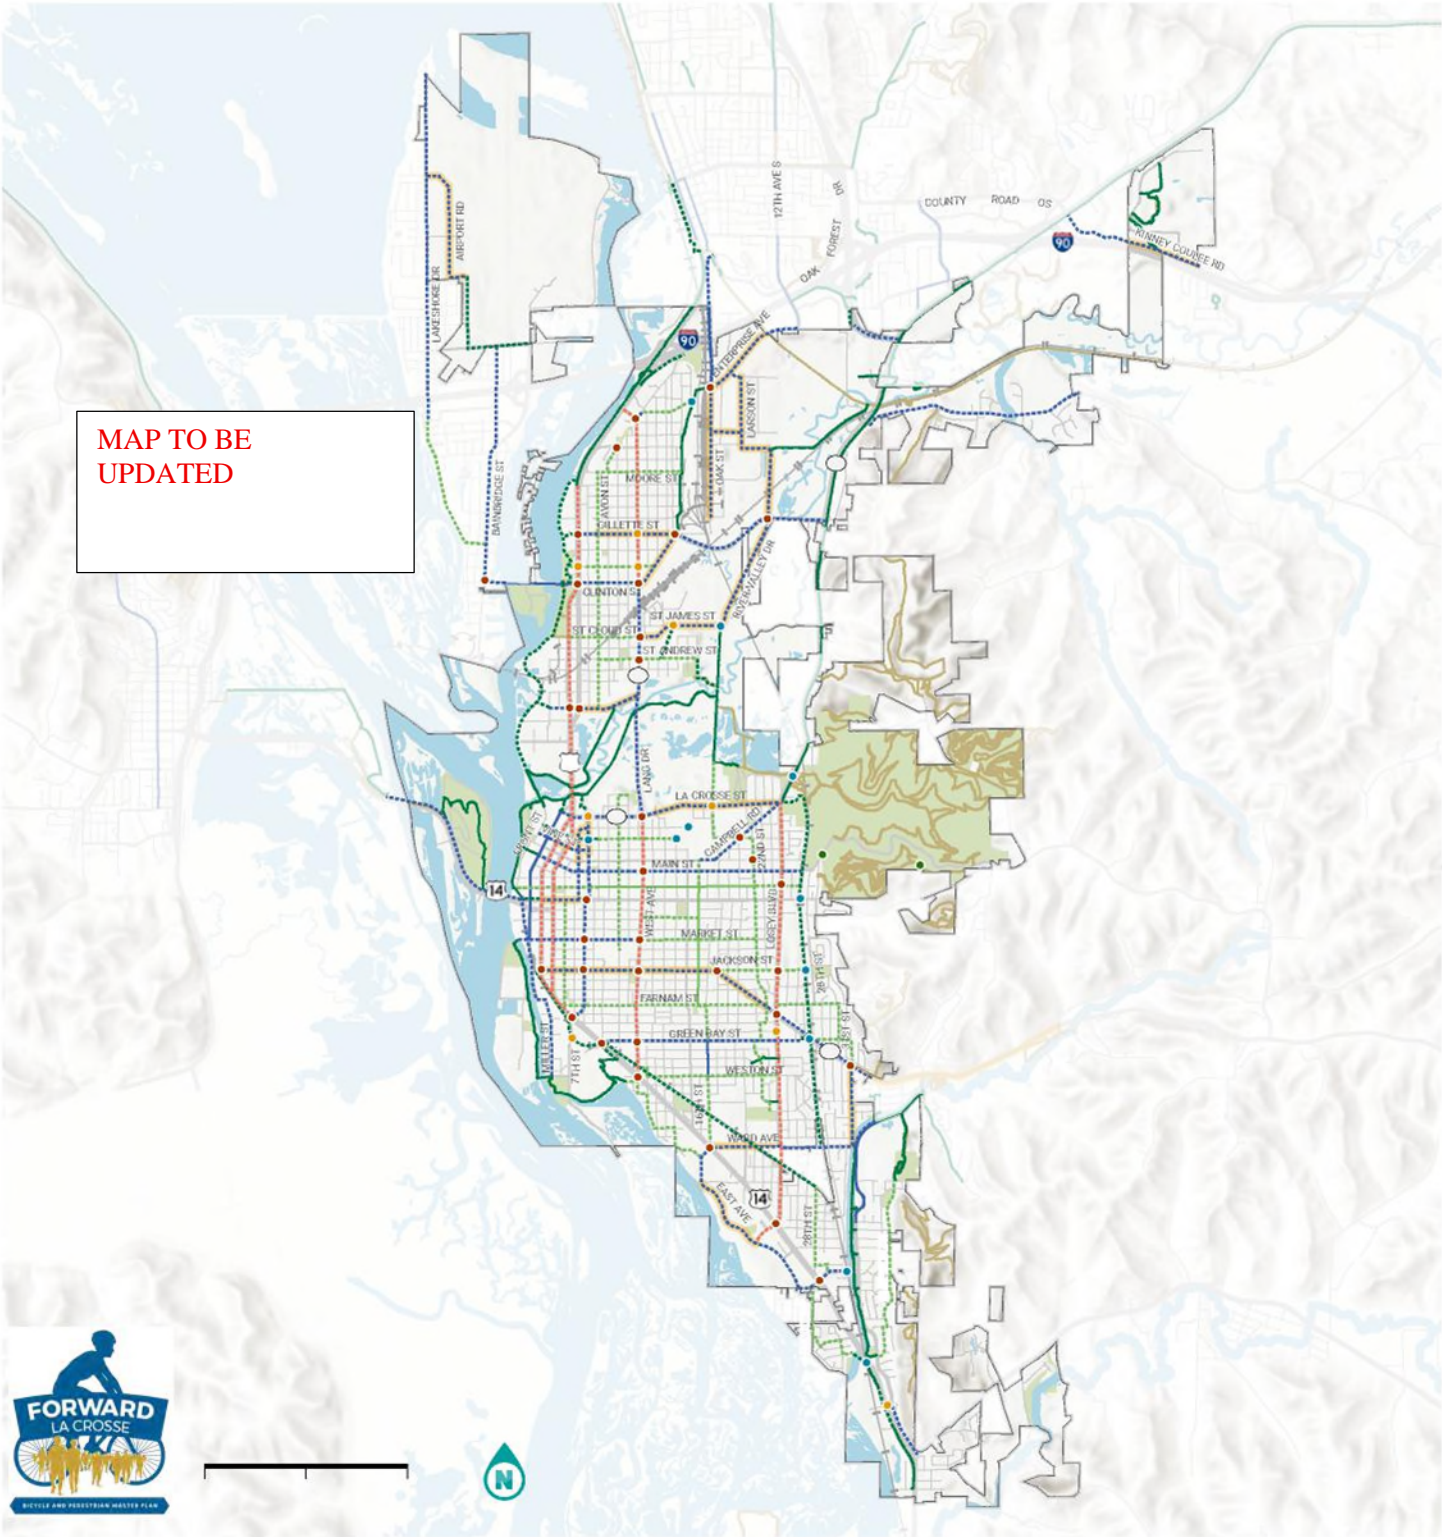 12TH AVE S
OAK FOREST DR
COUNTY ROAD OS
90
KINNEY COULEE RD
AIRPORT RD
LAKESHORE DR
90
ENTERPRISE AVE
LARSON ST
MAP TO BE
UPDATED
OAK ST
MOORE ST
AVON ST
BAINBRIDGE ST
GILLETTE ST
RIVER VALLEY DR
CLINTON S
ST JAMES ST
ST CLOUD ST
ST ANDREW ST
LANG DR
LA CROSSE ST
FRONT ST
CAMPBELL RD
22ND ST
MAIN ST
14
WEST AVE
LOSEY BLVD
MARKET ST
JACKSON ST
28TH ST
FARNAM ST
GREEN BAY ST
31ST ST
MILLER ST
7TH ST
WESTON ST
16TH ST
WARD AVE
EAST AVE
14
28TH ST
FORWARD
LA CROSSE
BICYCLE AND PEDESTRIAN MASTER PLAN
N